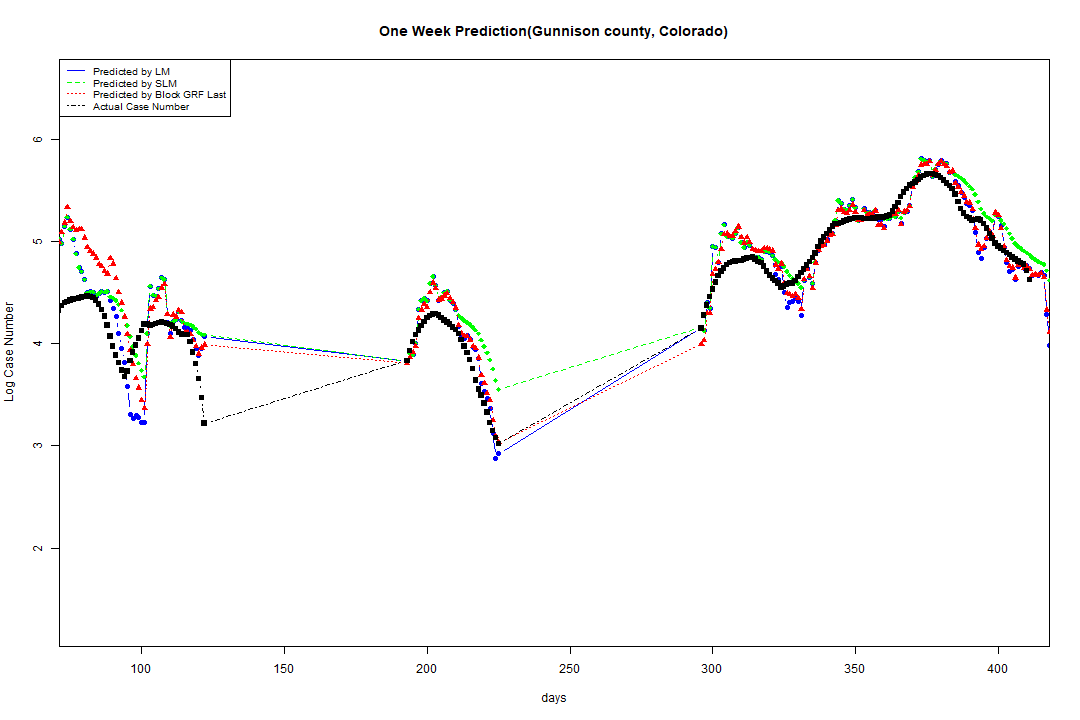 One Week Prediction(Gunnison county, Colorado)
Predicted by LM
Predicted by SLM
Predicted by Block GRF Last
Actual Case Number
6
5
4
3
2
Log Case Number
100 150 200 250 300 350 400
days